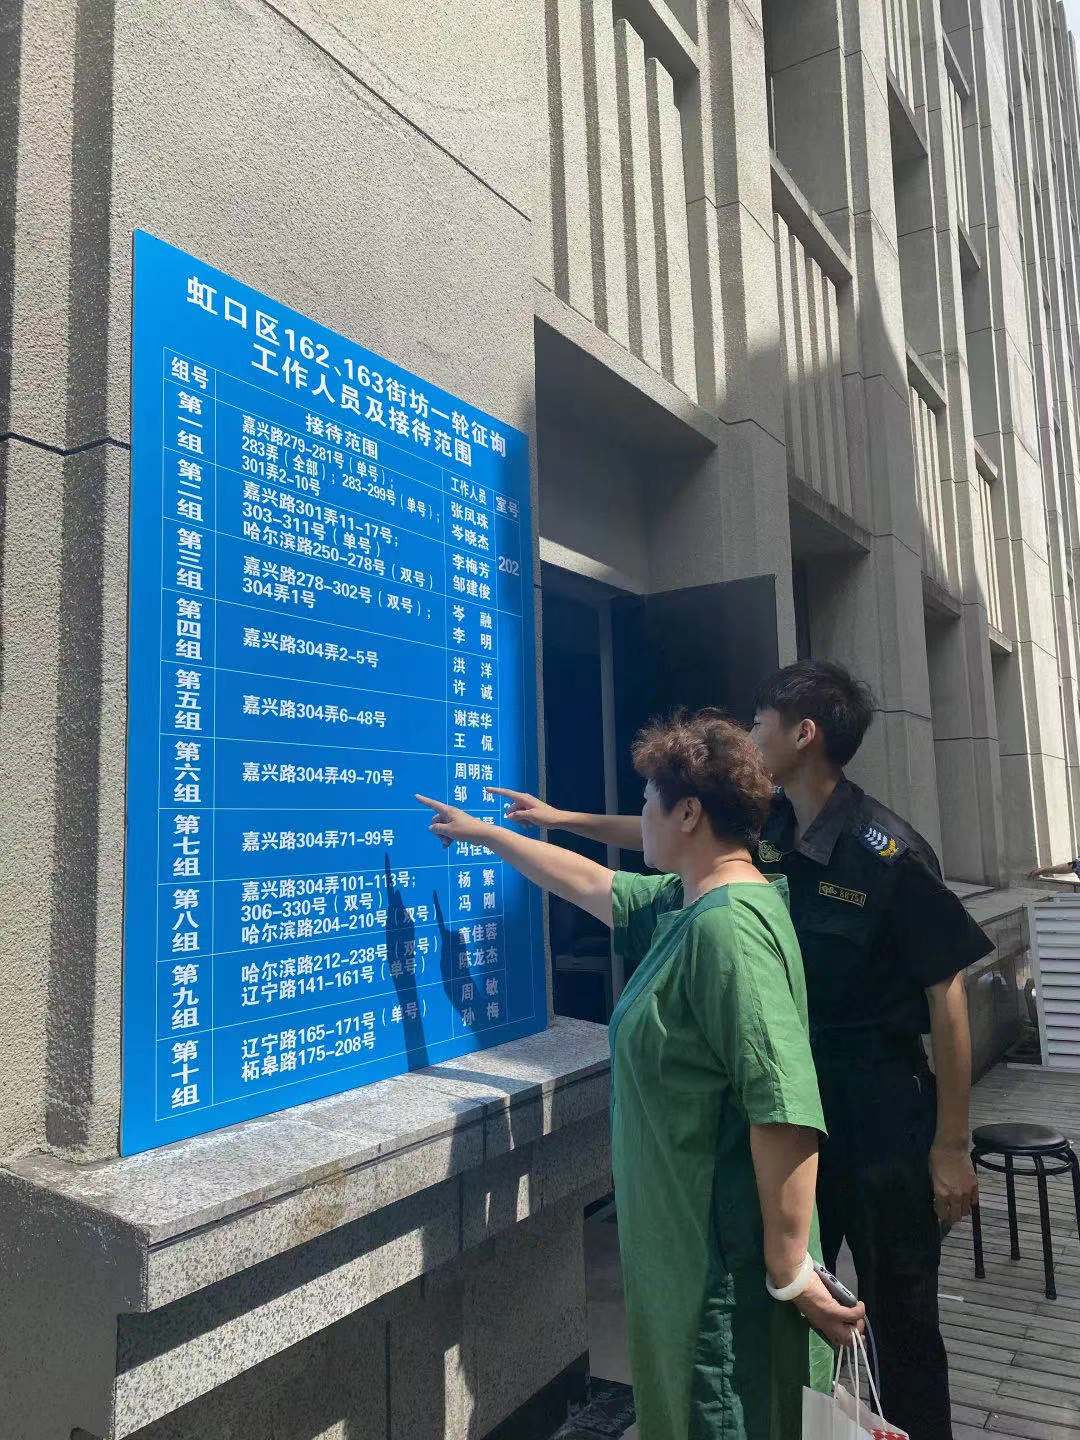 虹口区162、163街坊一轮征询
工作人员及接待范围
组号
接待范围
工作人员
室号
第一组
嘉兴路279-281号（单号）；
283弄（全部）；283-299号（单号）；
301弄2-10号
张凤珠
岑晓杰
第二组
嘉兴路301弄11-17号；
303-311号（单号）
哈尔滨路250-278号（双号）
李梅芳
邹建俊
202
第三组
嘉兴路278-302号（双号）；
304弄1号
岑 融
李 明
第四组
嘉兴路304弄2-5号
洪 洋
许 诚
第五组
嘉兴路304弄6-48号
谢荣华
王 侃
第六组
嘉兴路304弄49-70号
周明浩
邹 斌
第七组
嘉兴路304弄71-99号
冯佳敏
第八组
嘉兴路304弄101-113号；
306-330号（双号）
哈尔滨路204-210号（双号）
杨 繁
冯 刚
第九组
哈尔滨路212-238号（双号）
辽宁路141-161号（单号）
童佳蓉
陈龙杰
第十组
辽宁路165-171号（单号）
柘皋路175-208号
周 敏
孙 梅